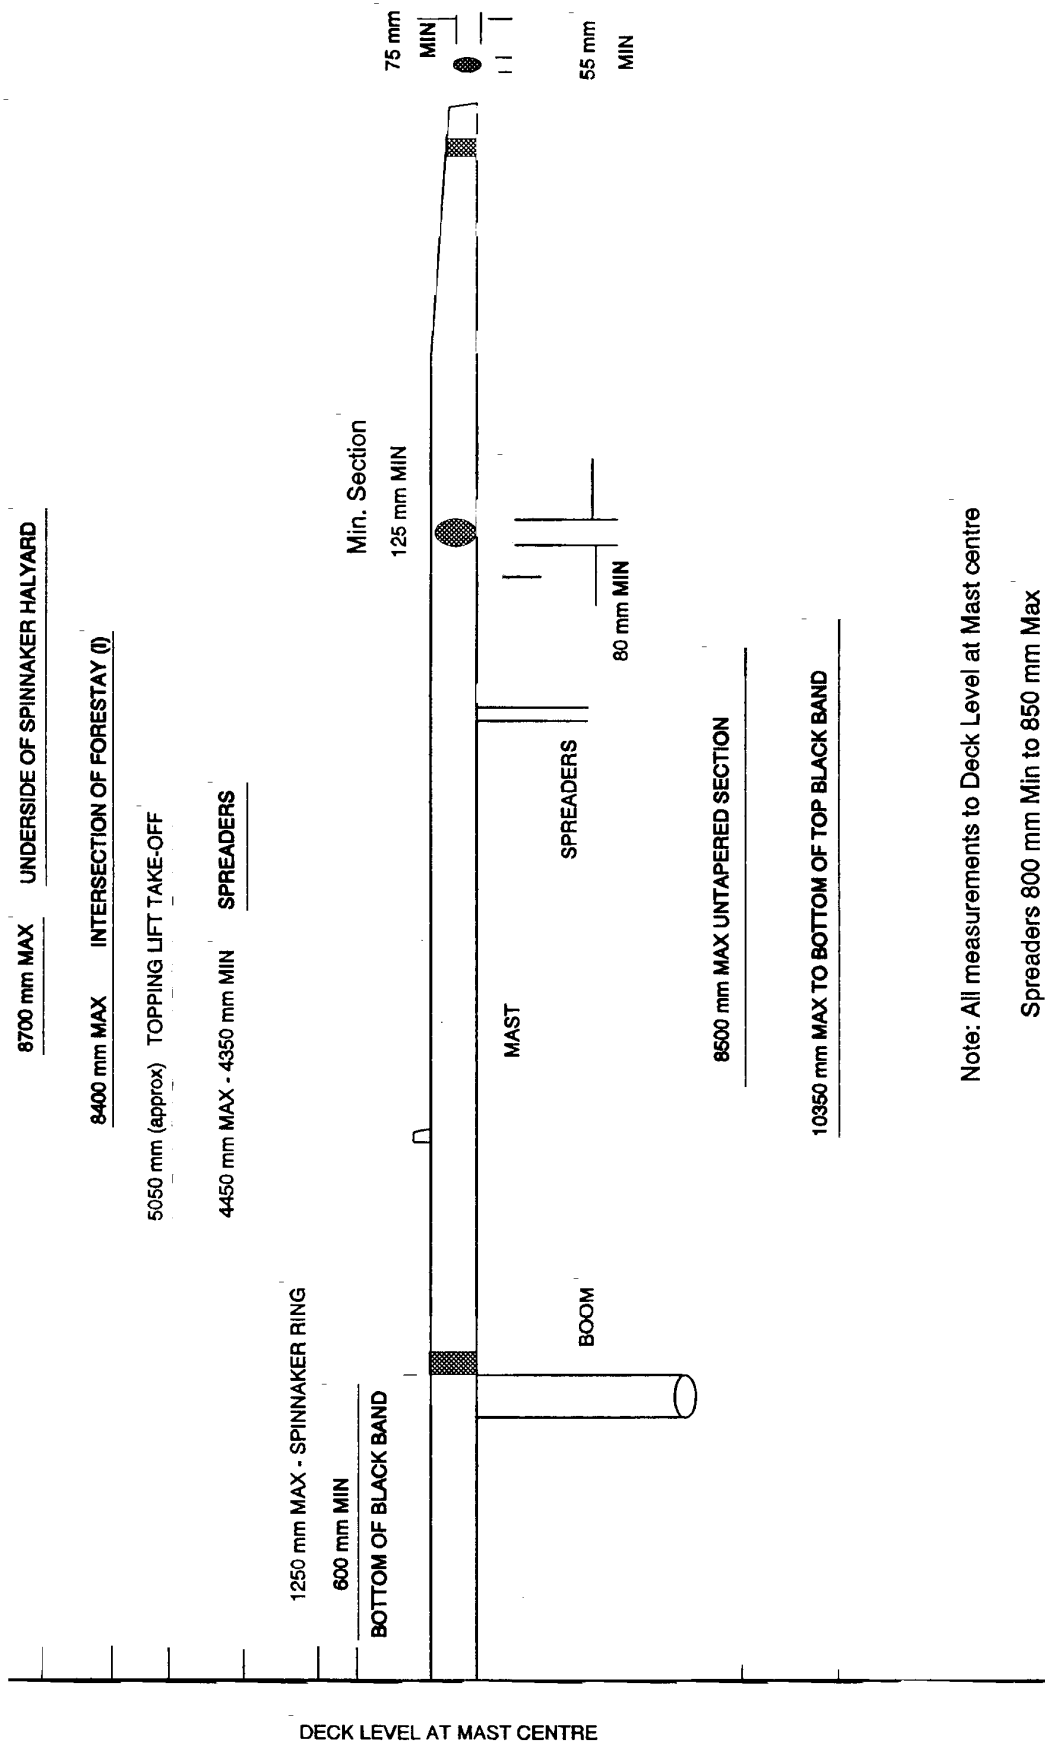 8700 mm MAX UNDERSIDE OF SPINNAKER HALYARD
8400 mm MAX INTERSECTION OF FORESTAY (I)
5050 mm (approx) TOPPING LIFT TAKE-OFF
4450 mm MAX - 4350 mm MIN SPREADERS
1250 mm MAX - SPINNAKER RING
600 mm MIN
BOTTOM OF BLACK BAND
Min. Section
125 mm MIN
75 mm
MIN
55 mm
MIN
MAST
SPREADERS
BOOM
80 mm MIN
8500 mm MAX UNTAPERED SECTION
10350 mm MAX TO BOTTOM OF TOP BLACK BAND
Note: All measurements to Deck Level at Mast centre
Spreaders 800 mm Min to 850 mm Max
DECK LEVEL AT MAST CENTRE